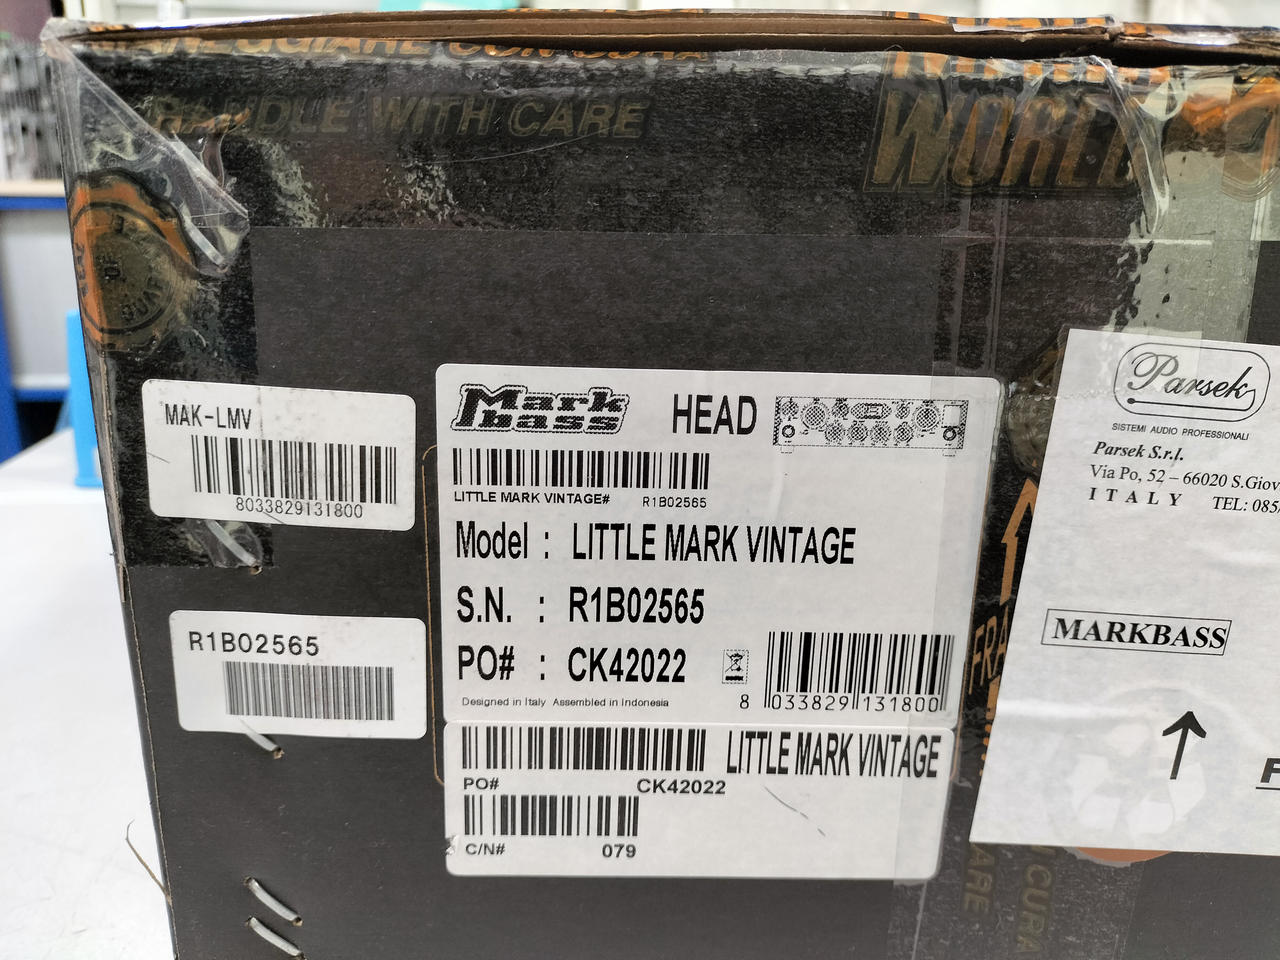 MANEGGIARE CON CURA
HANDLE WITH CARE
WORLD
MAK-LMV
8033829131800
R1B02565
Mark
bass
HEAD
LITTLE MARK VINTAGE#   R1B02565
Model : LITTLE MARK VINTAGE
S.N. : R1B02565
PO# : CK42022
Designed in Italy Assembled in Indonesia
8 033829 131800
LITTLE MARK VINTAGE
PO# CK42022
C/N# 079
Parsek
SISTEMI AUDIO PROFESSIONALI
Parsek S.r.l.
Via Po, 52 – 66020 S.Giov
ITALY TEL: 085
MARKBASS